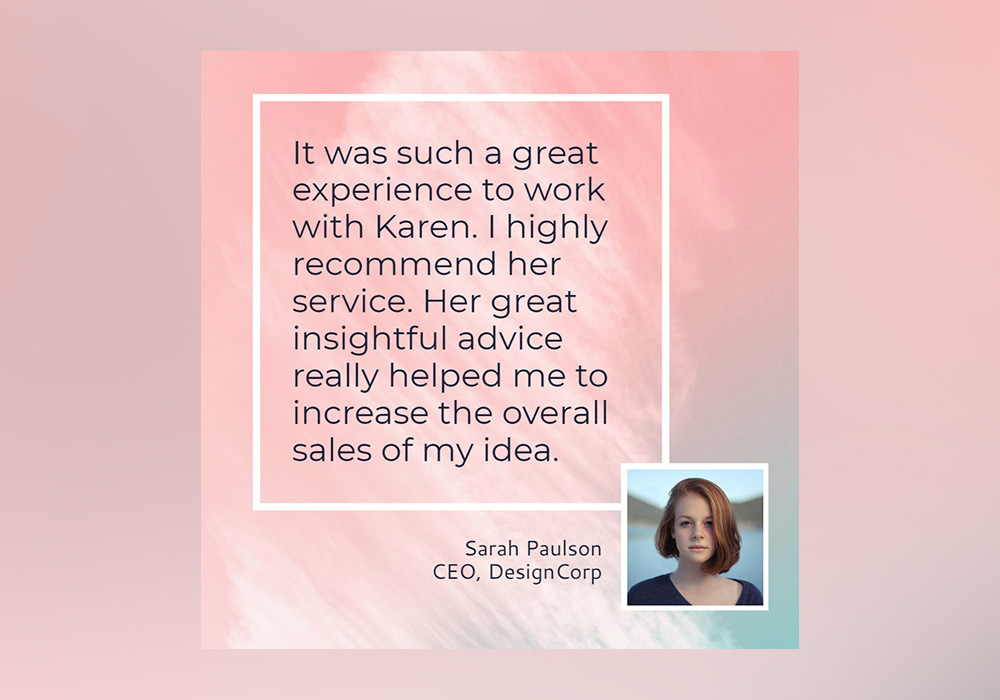 It was such a great
experience to work
with Karen. I highly
recommend her
service. Her great
insightful advice
really helped me to
increase the overall
sales of my idea.
Sarah Paulson
CEO, DesignCorp